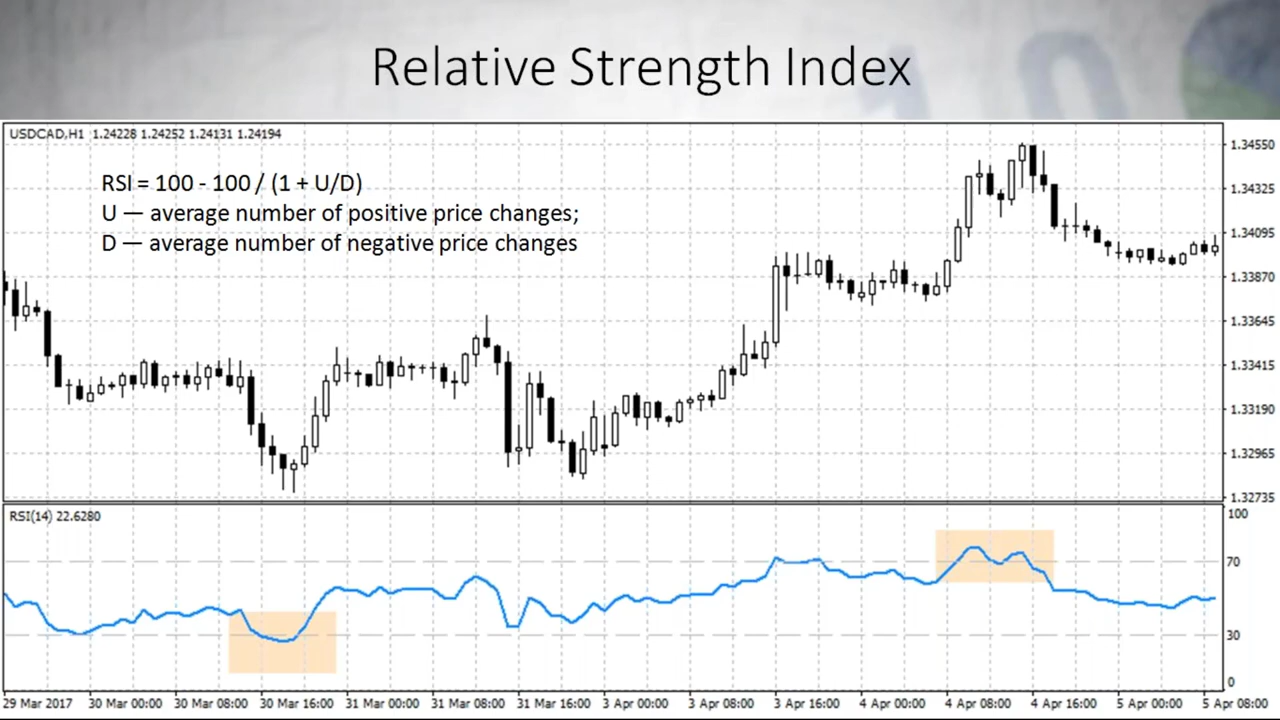 Relative Strength Index
USDCAD,H1 1.24228 1.24252 1.24131 1.24194
RSI = 100 - 100 / (1 + U/D)
U — average number of positive price changes;
D — average number of negative price changes
1.34550
1.34325
1.34095
1.33870
1.33645
1.33415
1.33190
1.32965
1.32735
RSI(14) 22.6280
100
70
30
0
29 Mar 2017 30 Mar 00:00 30 Mar 08:00 30 Mar 16:00 31 Mar 00:00 31 Mar 08:00 31 Mar 16:00 3 Apr 00:00 3 Apr 08:00 3 Apr 16:00 4 Apr 00:00 4 Apr 08:00 4 Apr 16:00 5 Apr 00:00 5 Apr 08:00